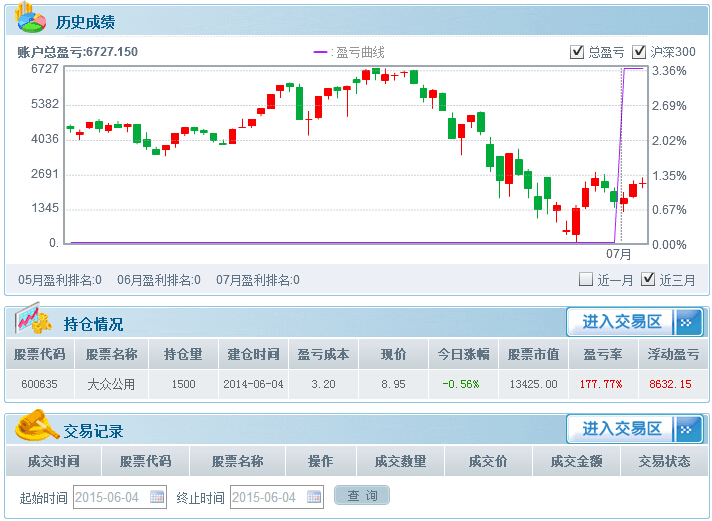 历史成绩
账户总盈亏:6727.150 — : 盈亏曲线 总盈亏 沪深300
6727 3.36%
5382 2.69%
4036 2.02%
2691 1.35%
1345 0.67%
0. 0.00%
07月
05月盈利排名:0 06月盈利排名:0 07月盈利排名:0 近一月 近三月
持仓情况 进入交易区
股票代码 股票名称 持仓量 建仓时间 盈亏成本 现价 今日涨幅 股票市值 盈亏率 浮动盈亏
600635 大众公用 1500 2014-06-04 3.20 8.95 -0.56% 13425.00 177.77% 8632.15
交易记录 进入交易区
成交时间 股票代码 股票名称 操作 成交数量 成交价 成交金额 交易状态
起始时间 2015-06-04 终止时间 2015-06-04 查 询